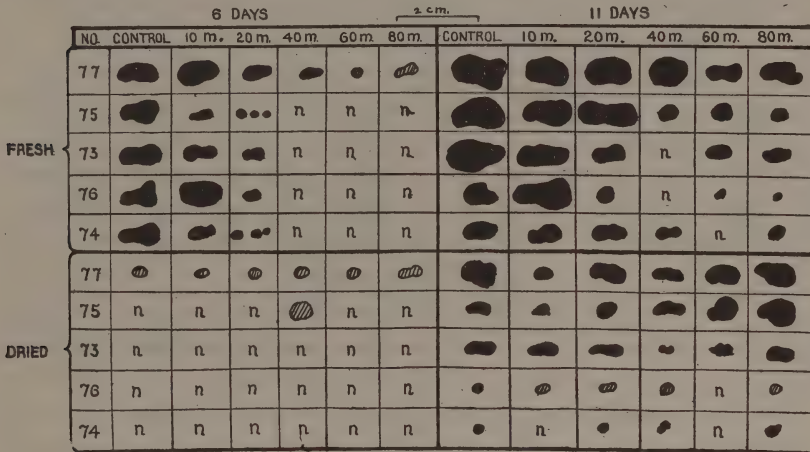 6 DAYS 2 cm. 11 DAYS
NO. CONTROL 10 m. 20 m. 40 m. 60 m. 80 m. CONTROL 10 m. 20 m. 40 m. 60 m. 80 m.
77
75 n n n
FRESH 73 n n n n
76 n n n n
74 n n n n
77
75 n n n n n
DRIED 73 n n n n n n
76 n n n n n n n
74 n n n n n n n n